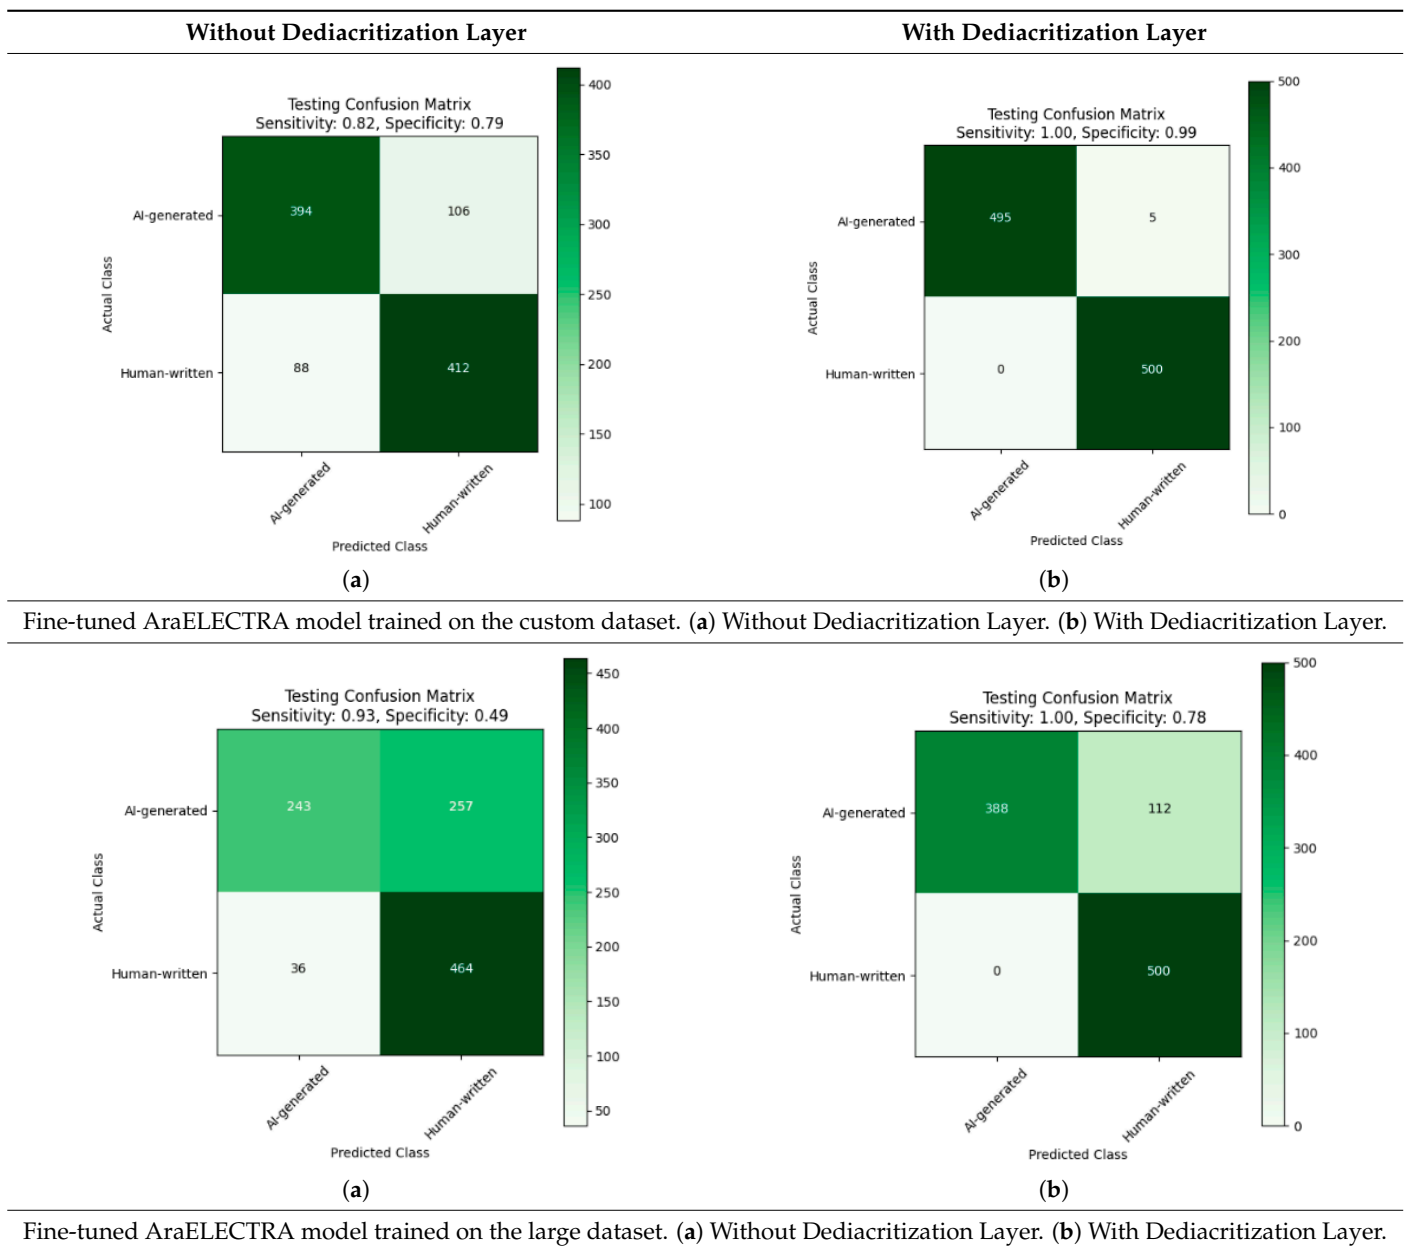 Without Dediacritization Layer
With Dediacritization Layer
Testing Confusion Matrix
Sensitivity: 0.82, Specificity: 0.79
400
350
300
250
200
150
100
AI-generated
394
106
Human-written
88
412
Actual Class
AI-generated
Human-written
Predicted Class
(a)
Testing Confusion Matrix
Sensitivity: 1.00, Specificity: 0.99
500
400
300
200
100
0
AI-generated
495
5
Human-written
0
500
Actual Class
AI-generated
Human-written
Predicted Class
(b)
Fine-tuned AraELECTRA model trained on the custom dataset. (a) Without Dediacritization Layer. (b) With Dediacritization Layer.
Testing Confusion Matrix
Sensitivity: 0.93, Specificity: 0.49
450
400
350
300
250
200
150
100
50
AI-generated
243
257
Human-written
36
464
Actual Class
AI-generated
Human-written
Predicted Class
(a)
Testing Confusion Matrix
Sensitivity: 1.00, Specificity: 0.78
500
400
300
200
100
0
AI-generated
388
112
Human-written
0
500
Actual Class
AI-generated
Human-written
Predicted Class
(b)
Fine-tuned AraELECTRA model trained on the large dataset. (a) Without Dediacritization Layer. (b) With Dediacritization Layer.